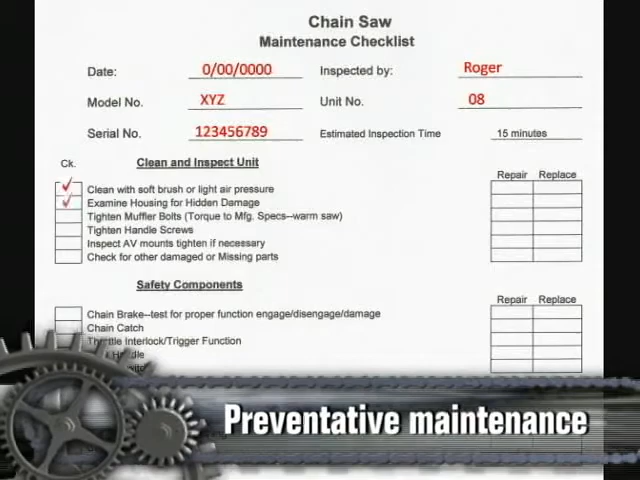 Chain Saw
Maintenance Checklist
Date: 0/00/0000 Inspected by: Roger
Model No. XYZ Unit No. 08
Serial No. 123456789 Estimated Inspection Time 15 minutes
Ck. Clean and Inspect Unit
Repair Replace
Clean with soft brush or light air pressure
Examine Housing for Hidden Damage
Tighten Muffler Bolts (Torque to Mfg. Specs--warm saw)
Tighten Handle Screws
Inspect AV mounts tighten if necessary
Check for other damaged or Missing parts
Safety Components
Repair Replace
Chain Brake--test for proper function engage/disengage/damage
Chain Catch
Throttle Interlock/Trigger Function
Handle
Preventative maintenance